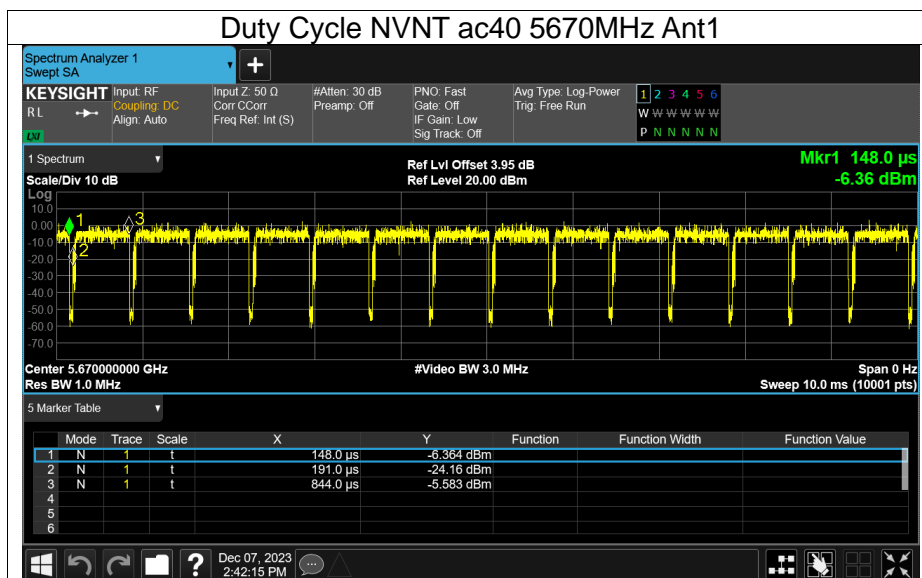 Duty Cycle NVNT ac40 5670MHz Ant1
Spectrum Analyzer 1
Swept SA
KEYSIGHT Input: RF Input Z: 50 Ω #Atten: 30 dB PNO: Fast Avg Type: Log-Power 1 2 3 4 5 6
R L Coupling: DC Corr CCorr Preamp: Off Gate: Off Trig: Free Run W W W W W W
Align: Auto Freq Ref: Int (S) IF Gain: Low
LXI Sig Track: Off P N N N N N
1 Spectrum Ref Lvl Offset 3.95 dB Mkr1 148.0 µs
Scale/Div 10 dB Ref Level 20.00 dBm -6.36 dBm
Log
10.0
0.00 1 3
-10.0 2
-20.0
-30.0
-40.0
-50.0
-60.0
-70.0
Center 5.670000000 GHz #Video BW 3.0 MHz Span 0 Hz
Res BW 1.0 MHz Sweep 10.0 ms (10001 pts)
5 Marker Table
Mode Trace Scale X Y Function Function Width Function Value
1 N 1 t 148.0 µs -6.364 dBm
2 N 1 t 191.0 µs -24.16 dBm
3 N 1 t 844.0 µs -5.583 dBm
4
5
6
? Dec 07, 2023
2:42:15 PM